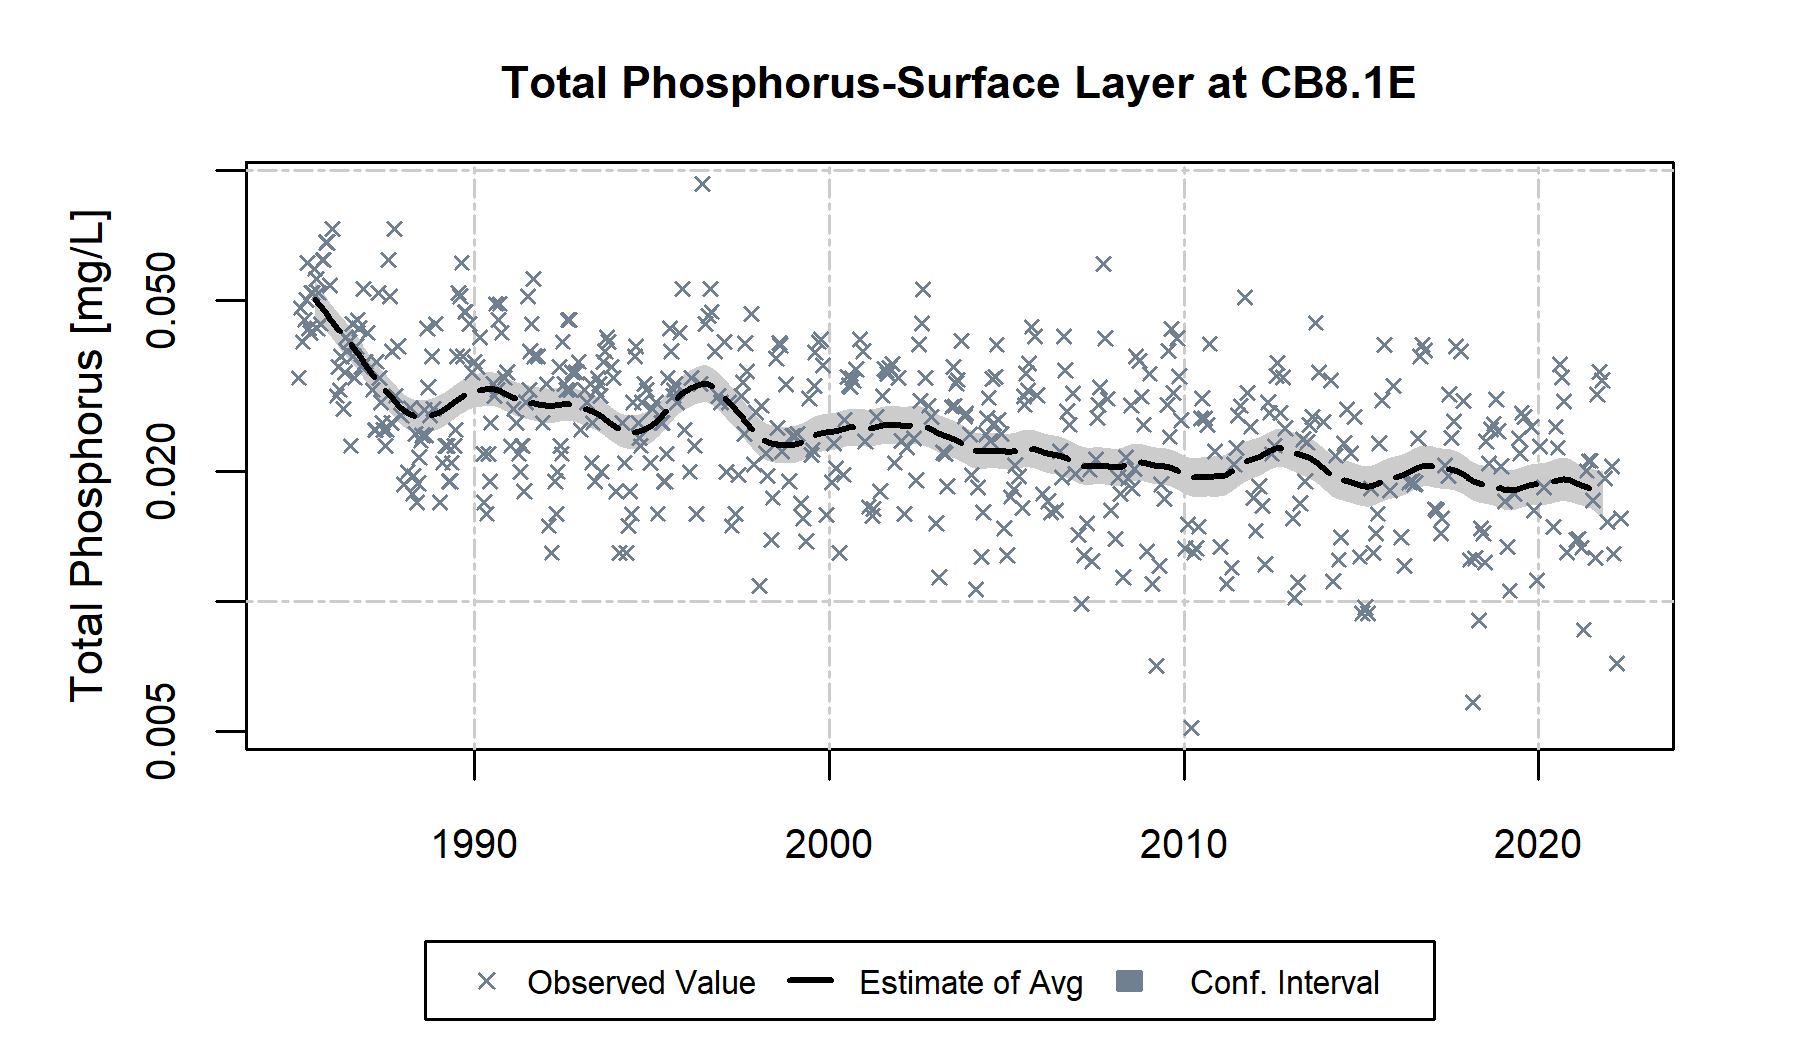 Total Phosphorus-Surface Layer at CB8.1E
Total Phosphorus [mg/L]
0.050
0.020
0.005
1990 2000 2010 2020
Observed Value Estimate of Avg Conf. Interval